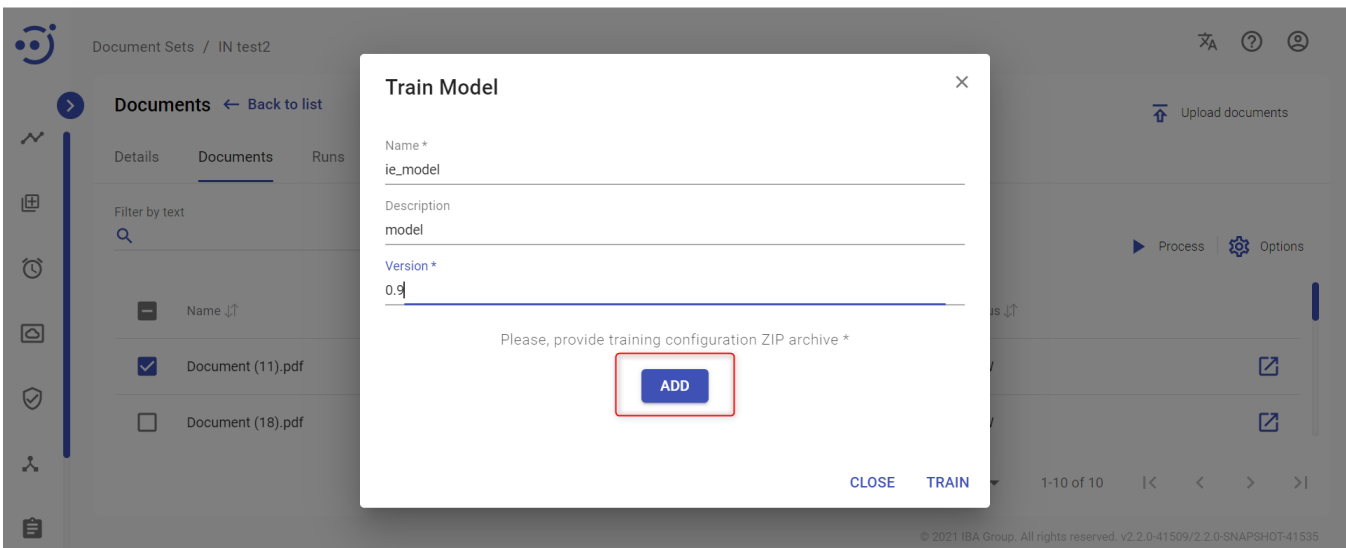 Document Sets / IN test2
Documents ← Back to list
Upload documents
Details Documents Runs
Filter by text
Process Options
Name
us
Document (11).pdf
Document (18).pdf
1-10 of 10
© 2021 IBA Group. All rights reserved. v2.2.0-41509/2.2.0-SNAPSHOT-41535
Train Model
Name *
ie_model
Description
model
Version *
0.9
Please, provide training configuration ZIP archive *
ADD
CLOSE TRAIN